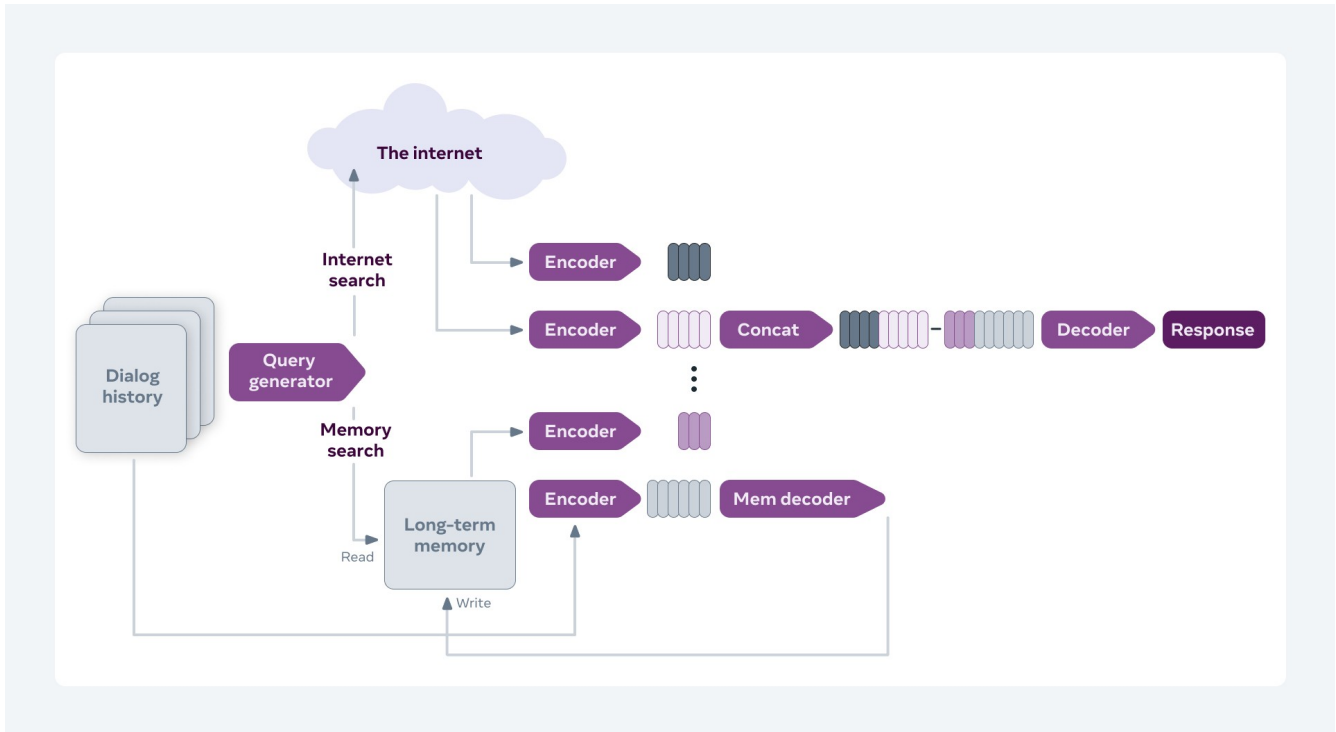 The internet
Internet
search
Encoder
Encoder
Concat
Decoder
Response
Query
generator
Dialog
history
Memory
search
Encoder
Encoder
Mem decoder
Long-term
memory
Read
Write